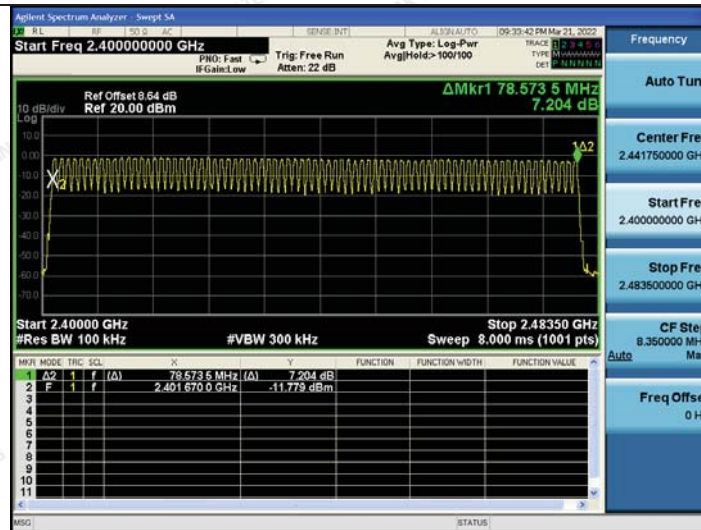 Agilent Spectrum Analyzer - Swept SA
RL RF 50 Ω AC SENSE:INT ALIGN AUTO 09:33:42 PM Mar 21, 2022
Start Freq 2.400000000 GHz
PNO: Fast
IFGain:Low
Trig: Free Run
Atten: 22 dB
Avg Type: Log-Pwr
Avg|Hold:>100/100
TRACE 1 2 3 4 5 6
TYPE M
DET P N N N N N
Ref Offset 8.64 dB
Ref 20.00 dBm
ΔMkr1 78.573 5 MHz
7.204 dB
10 dB/div
Log
10.0
0.00
-10.0
-20.0
-30.0
-40.0
-50.0
-60.0
-70.0
1Δ2
2
Start 2.40000 GHz
Stop 2.48350 GHz
#Res BW 100 kHz #VBW 300 kHz Sweep 8.000 ms (1001 pts)
MKR MODE TRC SCL X Y FUNCTION FUNCTION WIDTH FUNCTION VALUE
1 Δ2 1 f (Δ) 78.573 5 MHz (Δ) 7.204 dB
2 F 1 f 2.401 670 0 GHz -11.779 dBm
3
4
5
6
7
8
9
10
11
MSG STATUS
Frequency
Auto Tun
Center Fre
2.441750000 GH
Start Fre
2.400000000 GH
Stop Fre
2.483500000 GH
CF Ste
8.350000 MH
Auto Ma
Freq Offse
0 H